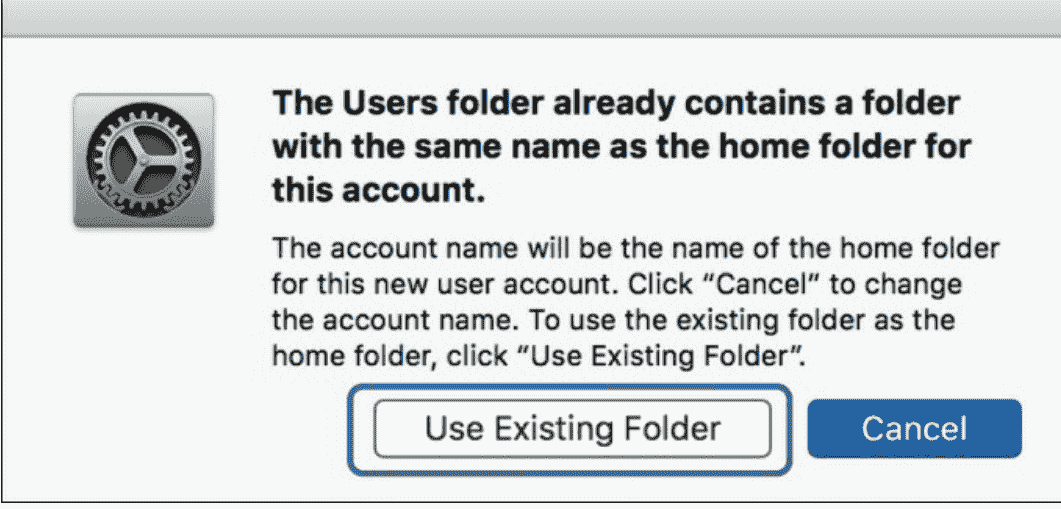 The Users folder already contains a folder
with the same name as the home folder for
this account.
The account name will be the name of the home folder
for this new user account. Click “Cancel” to change
the account name. To use the existing folder as the
home folder, click “Use Existing Folder”.
Use Existing Folder
Cancel